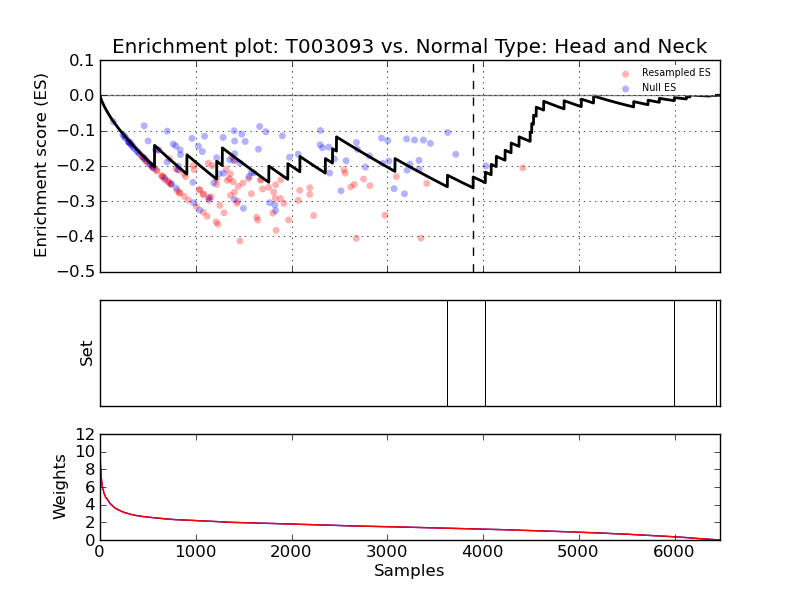 Enrichment plot: T003093 vs. Normal Type: Head and Neck
Enrichment score (ES)
0.1
0.0
−0.1
−0.2
−0.3
−0.4
−0.5
Resampled ES
Null ES
Set
Weights
12
10
8
6
4
2
0
0 1000 2000 3000 4000 5000 6000
Samples